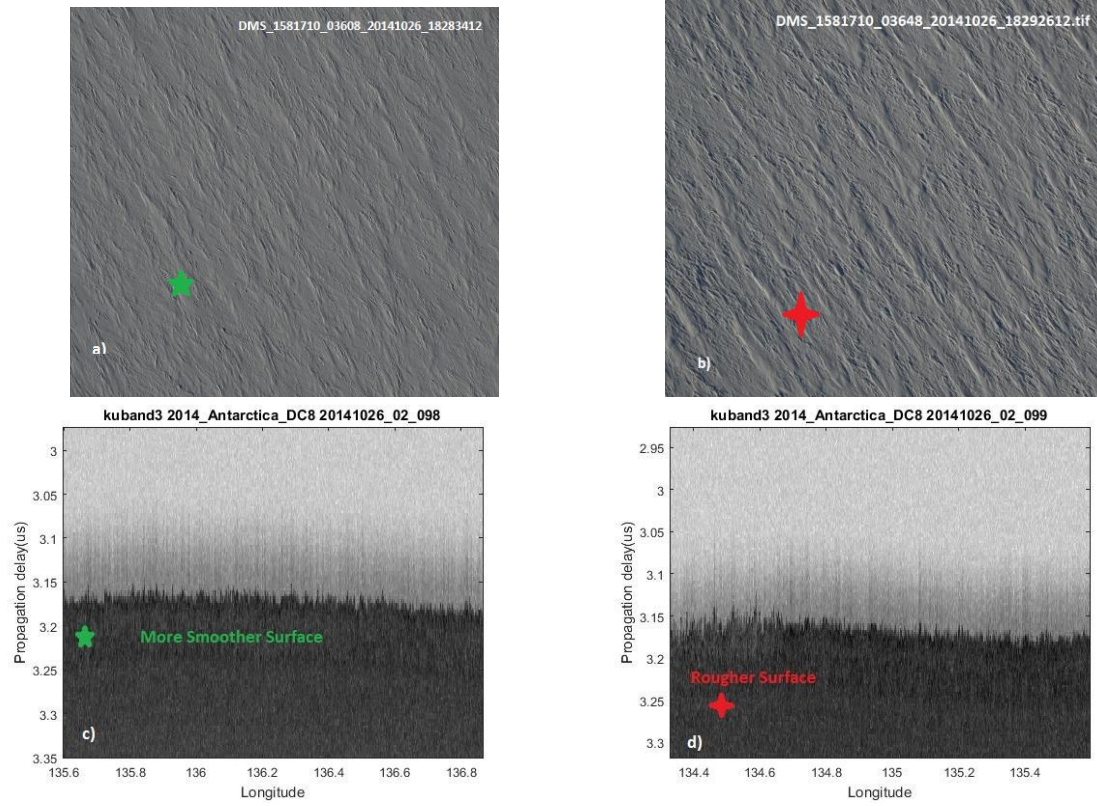 DMS_1581710_03608_20141026_18283412
a)
DMS_1581710_03648_20141026_18292612.tif
b)
kuband3 2014_Antarctica_DC8 20141026_02_098
Propagation delay(us)
3
3.05
3.1
3.15
3.2
3.25
3.3
3.35
More Smoother Surface
c)
135.6 135.8 136 136.2 136.4 136.6 136.8
Longitude
kuband3 2014_Antarctica_DC8 20141026_02_099
Propagation delay(us)
2.95
3
3.05
3.1
3.15
3.2
3.25
3.3
Rougher Surface
d)
134.4 134.6 134.8 135 135.2 135.4
Longitude